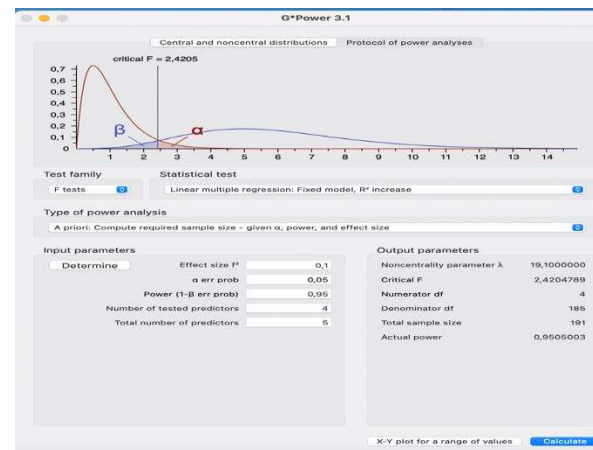 G*Power 3.1
Central and noncentral distributions Protocol of power analyses
critical F = 2,4205
0,7
0,6
0,5
0,4
0,3
0,2
0,1
0
β α
1 2 3 4 5 6 7 8 9 10 11 12 13 14
Test family Statistical test
F tests Linear multiple regression: Fixed model, R² increase
Type of power analysis
A priori: Compute required sample size - given α, power, and effect size
Input parameters Output parameters
Determine Effect size f² 0,1 Noncentrality parameter λ 19,1000000
α err prob 0,05 Critical F 2,4204789
Power (1-β err prob) 0,95 Numerator df 4
Number of tested predictors 4 Denominator df 185
Total number of predictors 5 Total sample size 191
Actual power 0,9505003
X-Y plot for a range of values Calculate